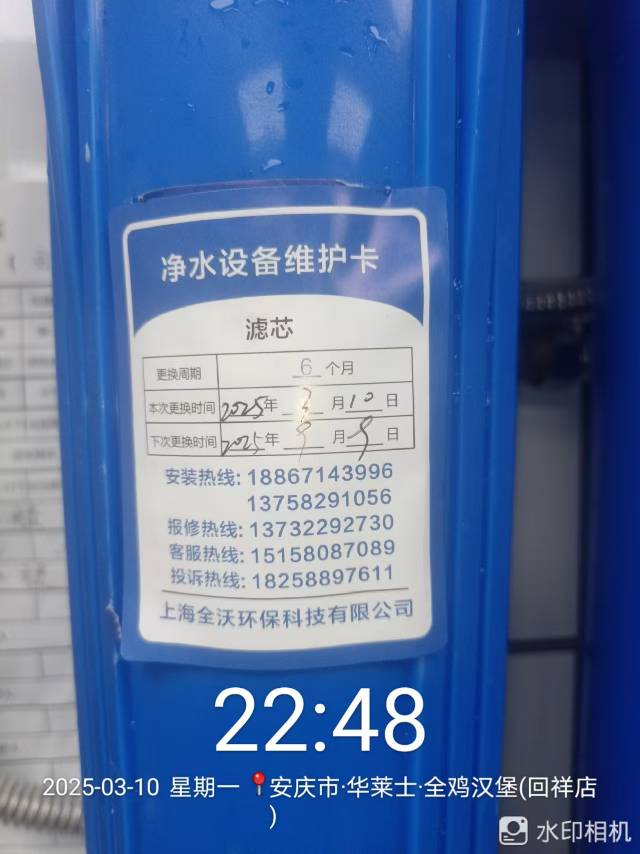 净水设备维护卡
滤芯
更换周期 6 个月
本次更换时间 2025年 3 月 10 日
下次更换时间 2025年 9 月 9 日
安装热线: 18867143996
13758291056
报修热线: 13732292730
客服热线: 15158087089
投诉热线: 18258897611
上海全沃环保科技有限公司
22:48
2025-03-10 星期一 📍安庆市·华莱士·全鸡汉堡(回祥店
)
水印相机